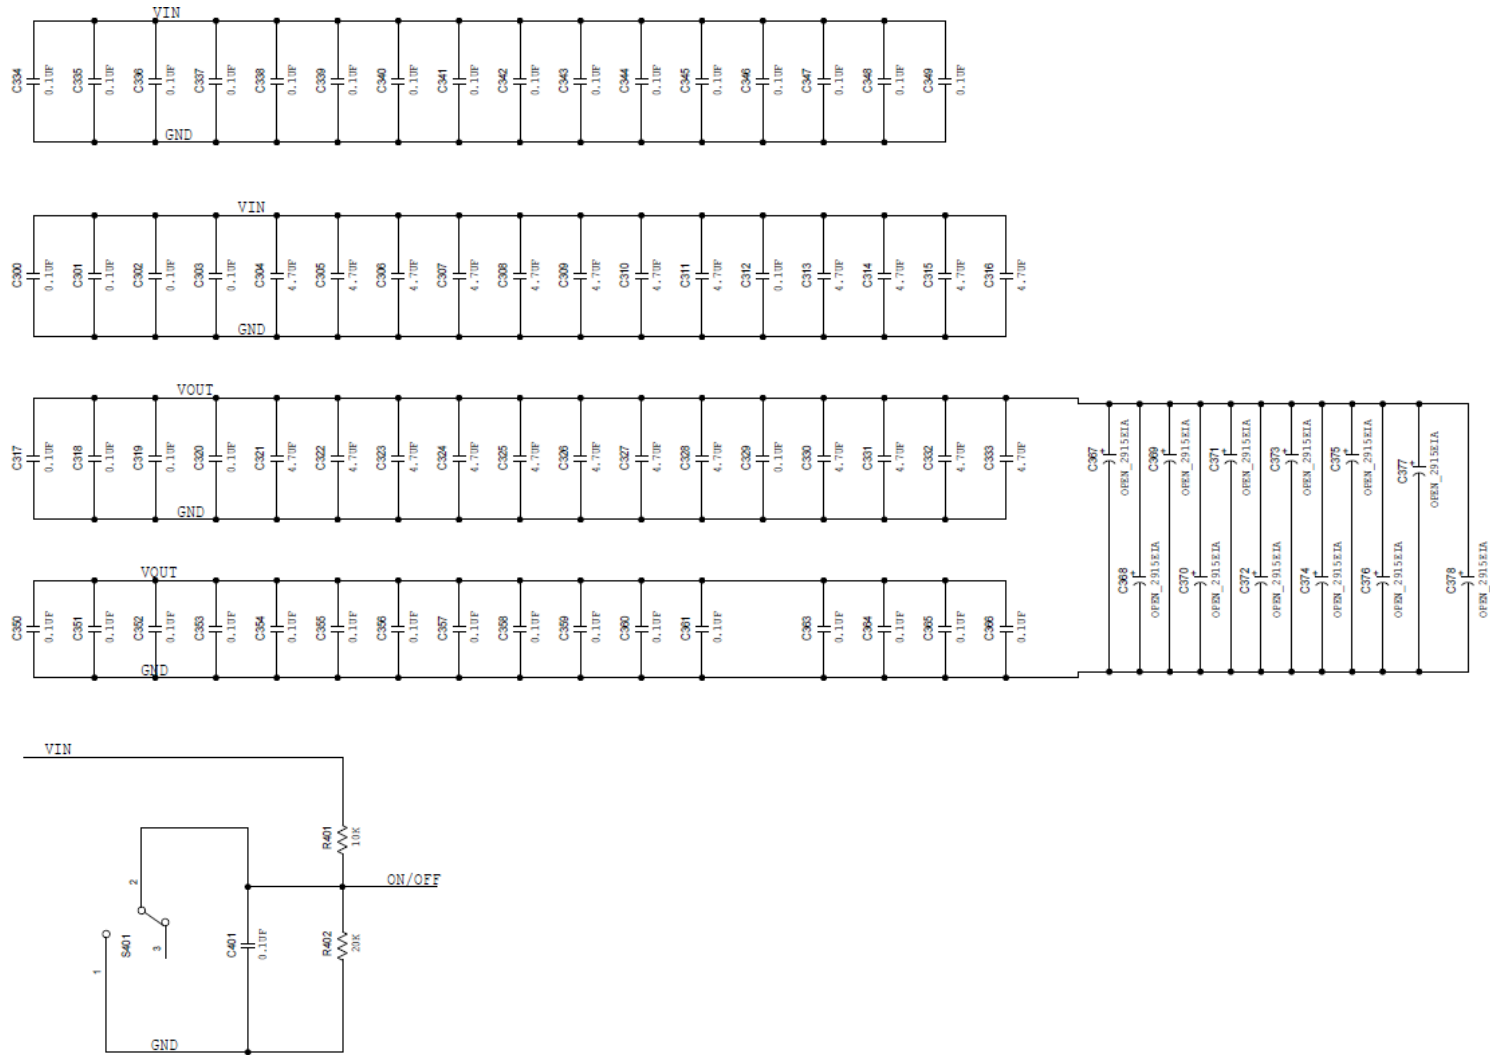 VIN
C334 0.1UF C335 0.1UF C336 0.1UF C337 0.1UF C338 0.1UF C339 0.1UF C340 0.1UF C341 0.1UF C342 0.1UF C343 0.1UF C344 0.1UF C345 0.1UF C346 0.1UF C347 0.1UF C348 0.1UF C349 0.1UF
GND
VIN
C300 0.1UF C301 0.1UF C302 0.1UF C303 0.1UF C304 4.7UF C305 4.7UF C306 4.7UF C307 4.7UF C308 4.7UF C309 4.7UF C310 4.7UF C311 4.7UF C312 0.1UF C313 4.7UF C314 4.7UF C315 4.7UF C316 4.7UF
GND
VOUT
C317 0.1UF C318 0.1UF C319 0.1UF C320 0.1UF C321 4.7UF C322 4.7UF C323 4.7UF C324 4.7UF C325 4.7UF C326 4.7UF C327 4.7UF C328 4.7UF C329 0.1UF C330 4.7UF C331 4.7UF C332 4.7UF C333 4.7UF
GND
C367 + OPEN_2915EIA C369 + OPEN_2915EIA C371 + OPEN_2915EIA C373 + OPEN_2915EIA C375 + OPEN_2915EIA C377 + OPEN_2915EIA
C368 + OPEN_2915EIA C370 + OPEN_2915EIA C372 + OPEN_2915EIA C374 + OPEN_2915EIA C376 + OPEN_2915EIA C378 + OPEN_2915EIA
VOUT
C350 0.1UF C351 0.1UF C352 0.1UF C353 0.1UF C354 0.1UF C355 0.1UF C356 0.1UF C357 0.1UF C358 0.1UF C359 0.1UF C360 0.1UF C361 0.1UF C363 0.1UF C364 0.1UF C365 0.1UF C366 0.1UF
GND
VIN
R401 10K
ON/OFF
2
1
S401
3
C401 0.1UF
R402 20K
GND